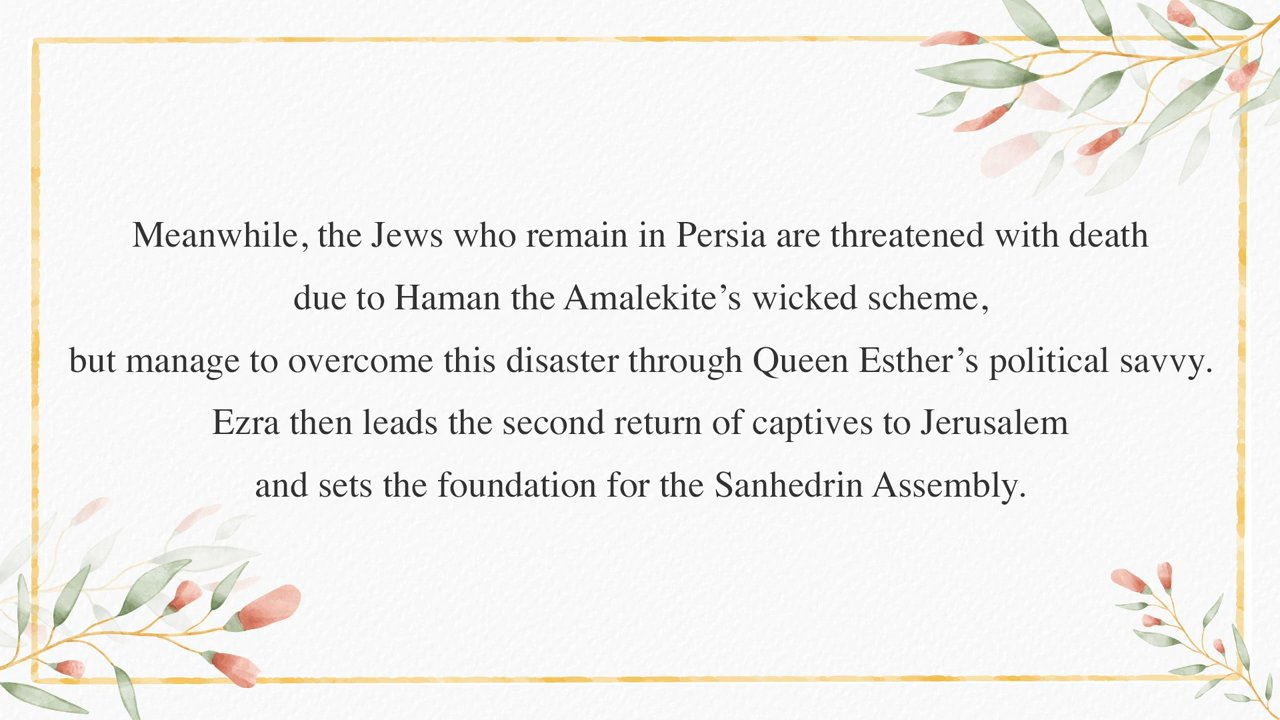 Meanwhile, the Jews who remain in Persia are threatened with death
due to Haman the Amalekite’s wicked scheme,
but manage to overcome this disaster through Queen Esther’s political savvy.
Ezra then leads the second return of captives to Jerusalem
and sets the foundation for the Sanhedrin Assembly.